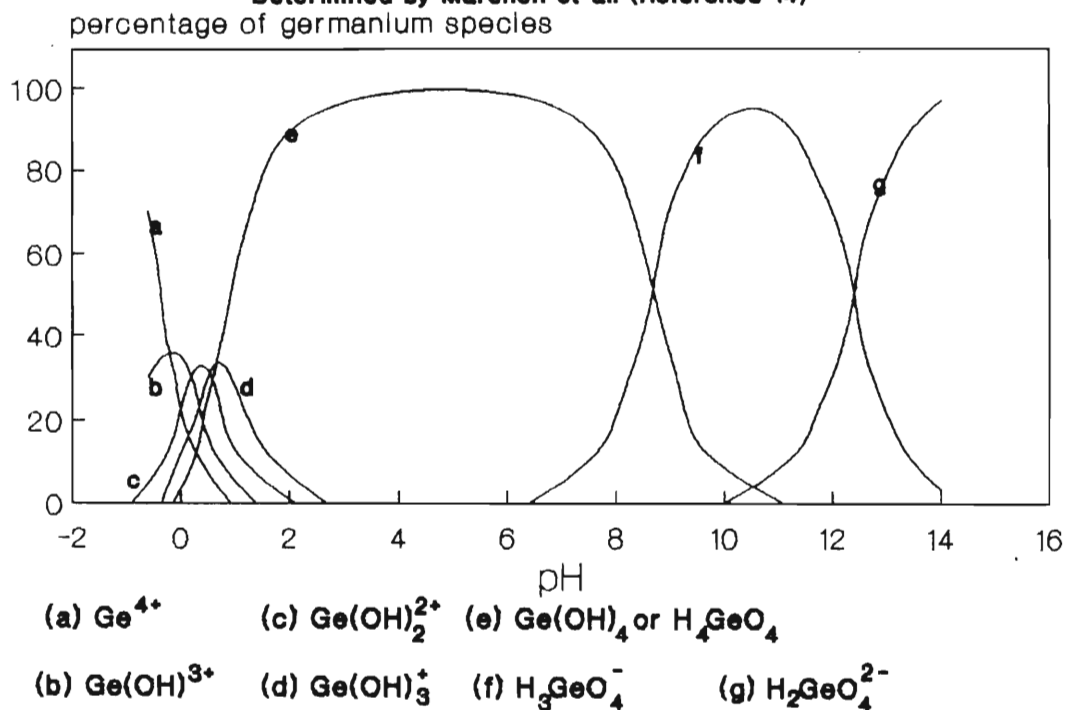 percentage of germanium species
100
80
60
40
20
0
a
b
c
d
e
f
g
-2 0 2 4 6 8 10 12 14 16
pH
(a) Ge⁴⁺ (c) Ge(OH)₂²⁺ (e) Ge(OH)₄ or H₄GeO₄
(b) Ge(OH)³⁺ (d) Ge(OH)₃⁺ (f) H₃GeO₄⁻ (g) H₂GeO₄²⁻